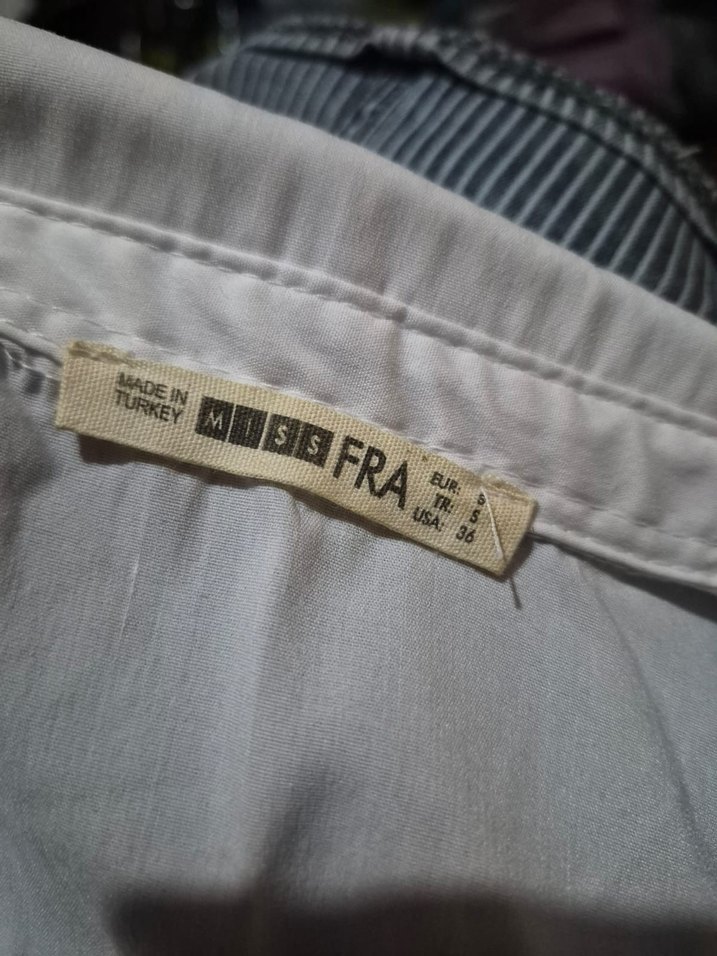 MADE IN
TURKEY
MISS FRA
EUR: S
TR: S
USA: 36